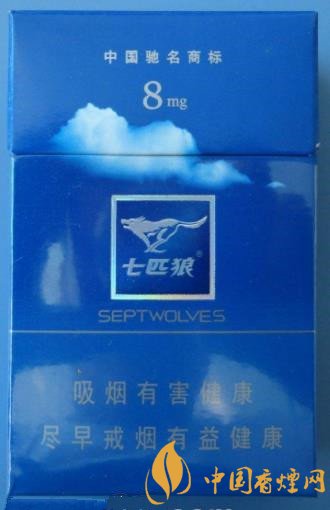 中国驰名商标
8mg
七匹狼®
SEPTWOLVES
吸烟有害健康
尽早戒烟有益健康
中国香烟网